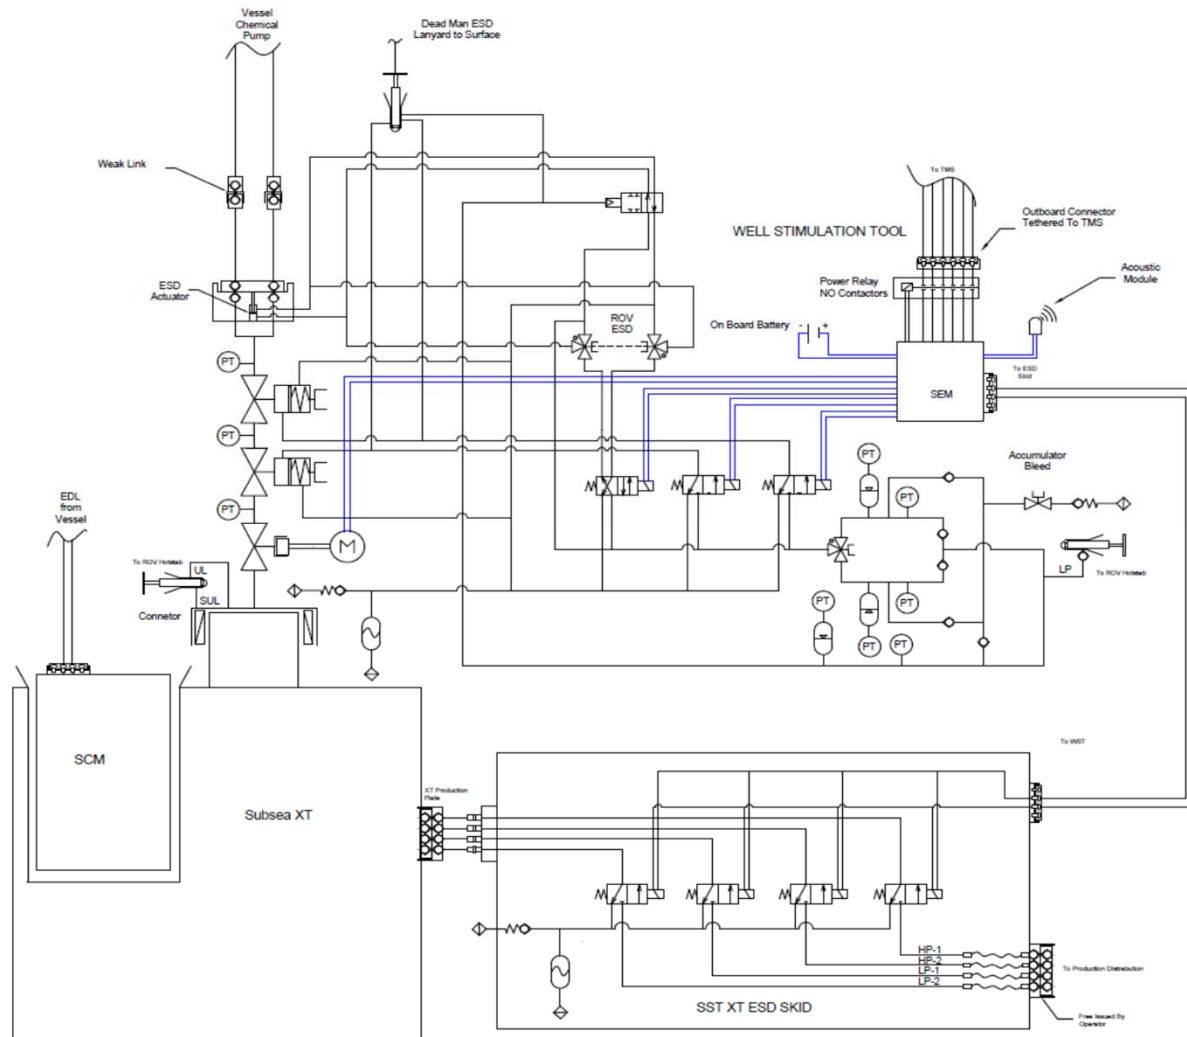 Vessel
Chemical
Pump
Dead Man ESD
Lanyard to Surface
Weak Link
To TMS
Outboard Connector
Tethered To TMS
WELL STIMULATION TOOL
ESD
Actuator
Power Relay
NO Contactors
Acoustic
Module
ROV
ESD
On Board Battery
-
+
PT
To ESD
Skid
SEM
PT
PT
Accumulator
Bleed
EDL
from
Vessel
PT
PT
M
To ROV Hotstab
UL
LP
To ROV Hotstab
SUL
Connetor
PT
PT
PT
PT
SCM
To WST
XT Production
Plate
Subsea XT
HP-1
HP-2
LP-1
LP-2
To Production Distribution
SST XT ESD SKID
Free Issued By
Operator